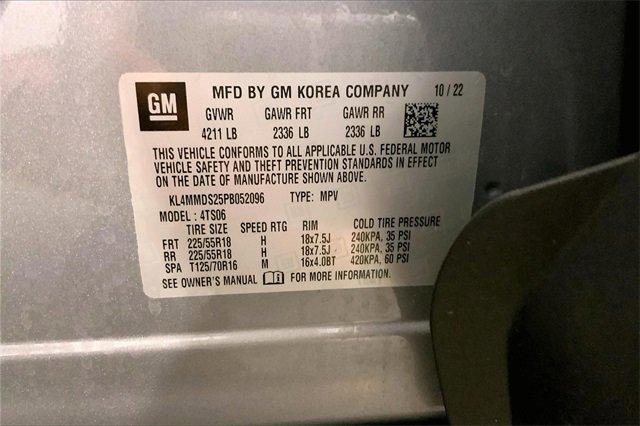 GM
MFD BY GM KOREA COMPANY 10 / 22
GVWR GAWR FRT GAWR RR
4211 LB 2336 LB 2336 LB
THIS VEHICLE CONFORMS TO ALL APPLICABLE U.S. FEDERAL MOTOR
VEHICLE SAFETY AND THEFT PREVENTION STANDARDS IN EFFECT
ON THE DATE OF MANUFACTURE SHOWN ABOVE.
KL4MMDS25PB052096 TYPE: MPV
MODEL: 4TS06
TIRE SIZE SPEED RTG RIM COLD TIRE PRESSURE
FRT 225/55R18 H 18x7.5J 240KPA, 35 PSI
RR 225/55R18 H 18x7.5J 240KPA, 35 PSI
SPA T125/70R16 M 16x4.0BT 420KPA, 60 PSI
SEE OWNER'S MANUAL FOR MORE INFORMATION.